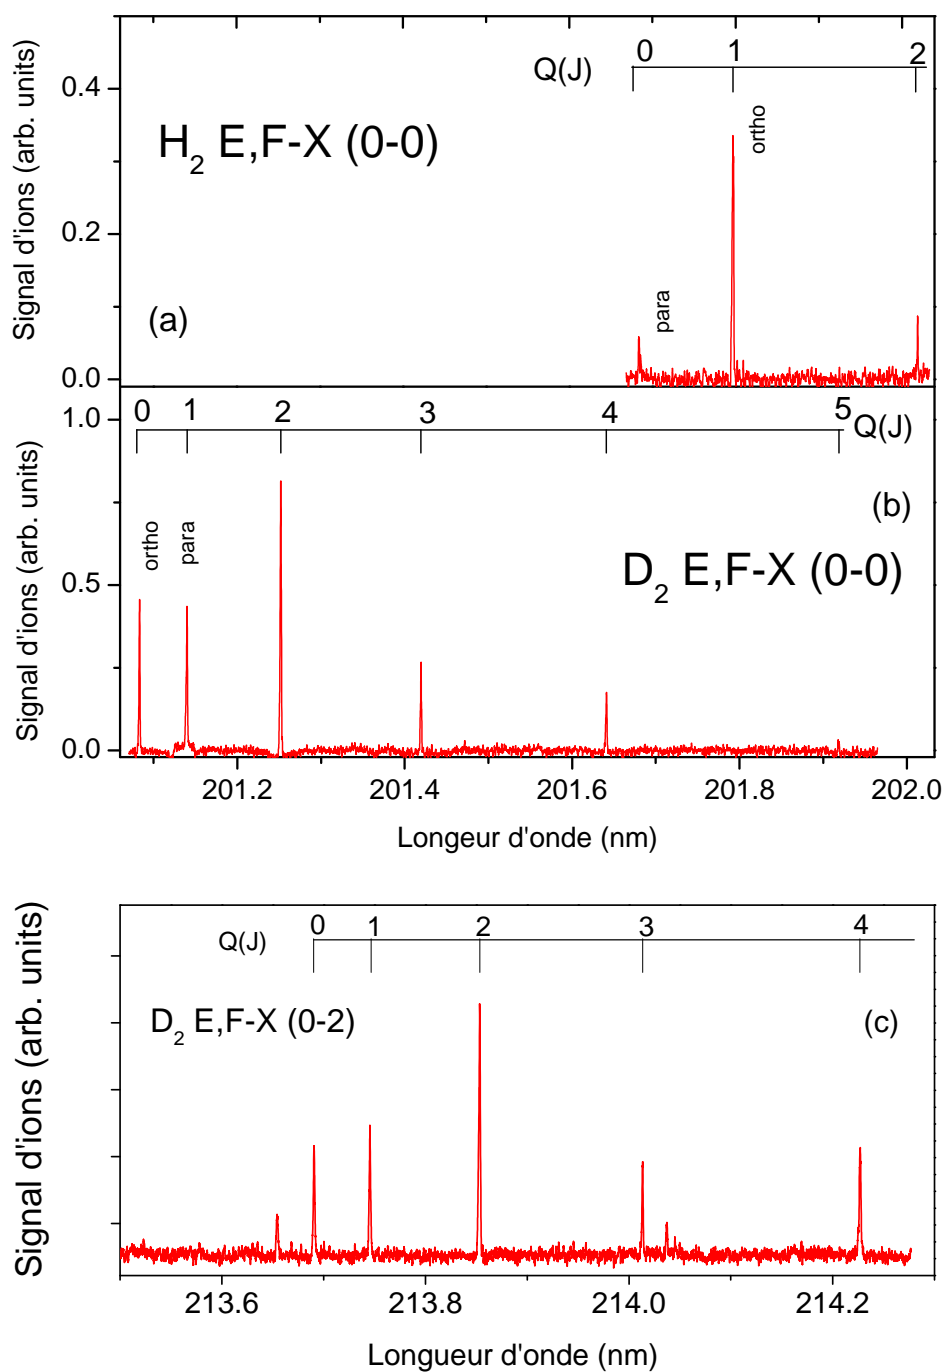 0 1 2
Q(J)
0.4
ortho
H2 E,F-X (0-0)
0.2
para
(a)
0.0
Signal d'ions (arb. units)
0 1 2 3 4 5
Q(J)
1.0
(b)
ortho para
D2 E,F-X (0-0)
0.5
0.0
Signal d'ions (arb. units)
201.2 201.4 201.6 201.8 202.0
Longeur d'onde (nm)
0 1 2 3 4
Q(J)
D2 E,F-X (0-2)
(c)
Signal d'ions (arb. units)
213.6 213.8 214.0 214.2
Longueur d'onde (nm)